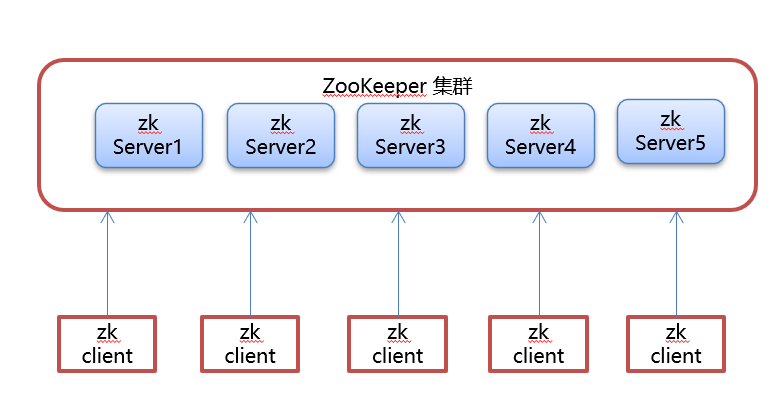 ZooKeeper 集群
zk
Server1
zk
Server2
zk
Server3
zk
Server4
zk
Server5
zk
client
zk
client
zk
client
zk
client
zk
client